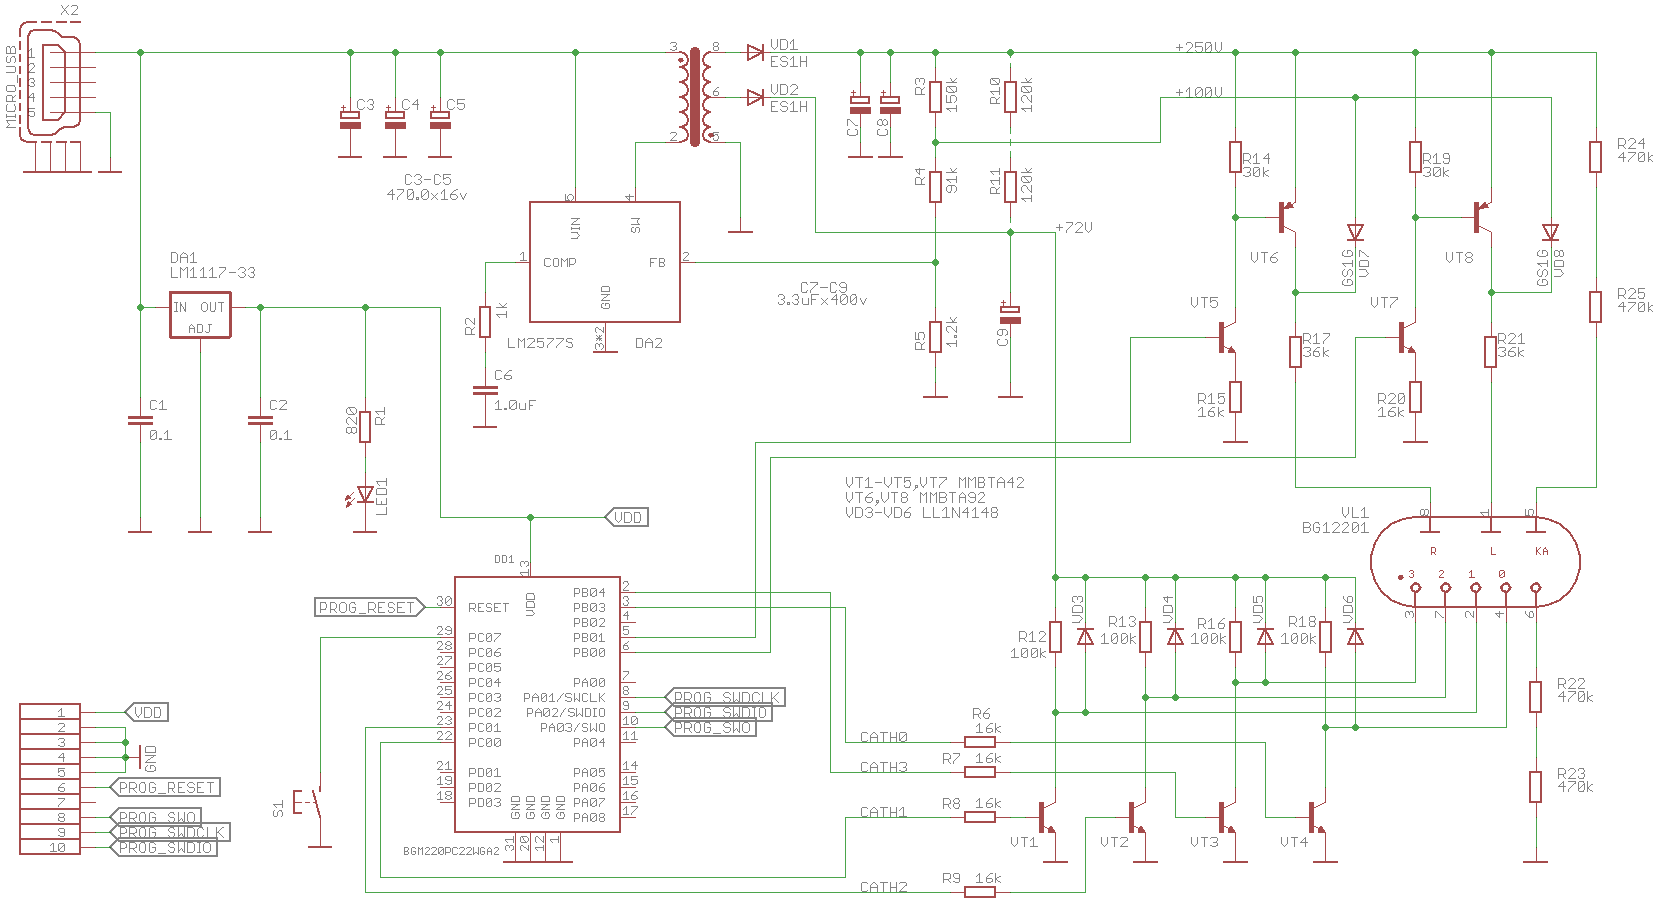 X2
MICRO_USB
1
2
3
4
5
C3
C4
C5
C3-C5
470.0x16v
3
2
8
6
5
VD1
ES1H
VD2
ES1H
C7
C8
R3
150k
R10
120k
R4
91k
R11
120k
+250V
+100V
+72V
R14
30k
R19
30k
R24
470k
VT6
VT8
GS1G
VD7
GS1G
VD8
DA1
LM1117-33
IN
OUT
ADJ
5
4
VIN
SW
1
COMP
FB
2
GND
3*2
LM2577S
DA2
R2
1k
C6
1.0uF
C7-C9
3.3uFx400v
R5
1.2k
C9
VT5
VT7
R17
36k
R21
36k
R25
470k
R15
16k
R20
16k
C1
0.1
C2
0.1
820
R1
LED1
VT1-VT5,VT7 MMBTA42
VT6,VT8 MMBTA92
VD3-VD6 LL1N4148
VDD
VL1
BG12201
8
1
5
R
L
KA
3
2
1
0
3
7
2
4
6
DD1
13
VDD
PROG_RESET
30
RESET
29
PC07
28
PC06
27
PC05
26
PC04
25
PC03
24
PC02
23
PC01
22
PC00
21
PD01
19
PD02
18
PD03
PB04
2
PB03
3
PB02
4
PB01
5
PB00
6
PA00
7
PA01/SWCLK
8
PA02/SWDIO
9
PA03/SWO
10
PA04
11
PA05
14
PA06
15
PA07
16
PA08
17
GND
GND
GND
GND
31
20
12
1
BGM220PC22WGA2
PROG_SWDCLK
PROG_SWDIO
PROG_SWO
VD3
VD4
VD5
VD6
R12
100k
R13
100k
R16
100k
R18
100k
R22
470k
R23
470k
CATH0
R6
16k
CATH3
R7
16k
CATH1
R8
16k
CATH2
R9
16k
VT1
VT2
VT3
VT4
S1
1
2
3
4
5
6
7
8
9
10
VDD
GND
PROG_RESET
PROG_SWO
PROG_SWDCLK
PROG_SWDIO